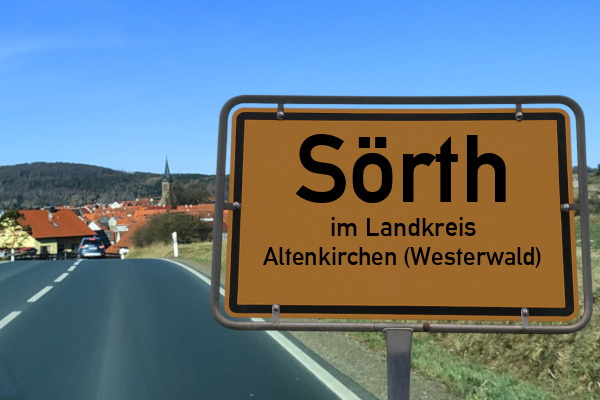 Sörth
im Landkreis
Altenkirchen (Westerwald)